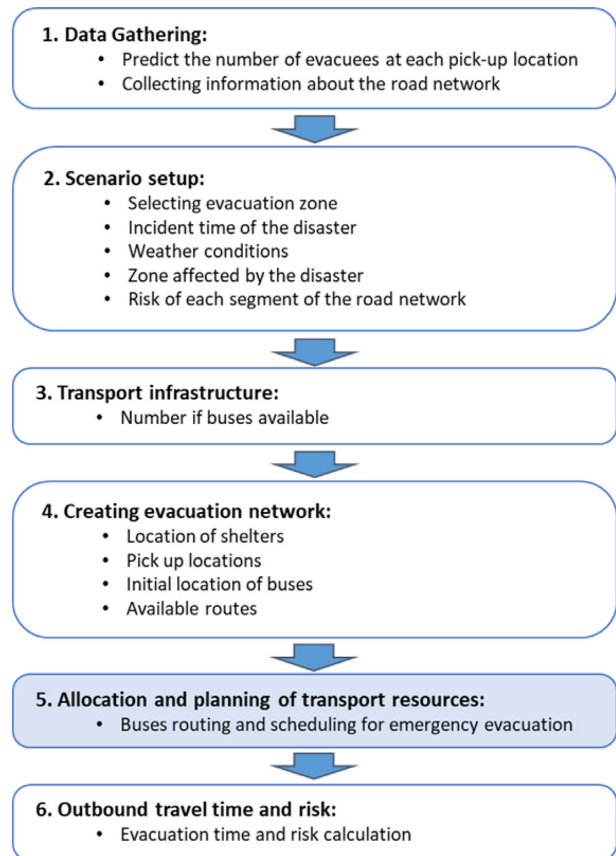 1. Data Gathering:
• Predict the number of evacuees at each pick-up location
• Collecting information about the road network
2. Scenario setup:
• Selecting evacuation zone
• Incident time of the disaster
• Weather conditions
• Zone affected by the disaster
• Risk of each segment of the road network
3. Transport infrastructure:
• Number if buses available
4. Creating evacuation network:
• Location of shelters
• Pick up locations
• Initial location of buses
• Available routes
5. Allocation and planning of transport resources:
• Buses routing and scheduling for emergency evacuation
6. Outbound travel time and risk:
• Evacuation time and risk calculation